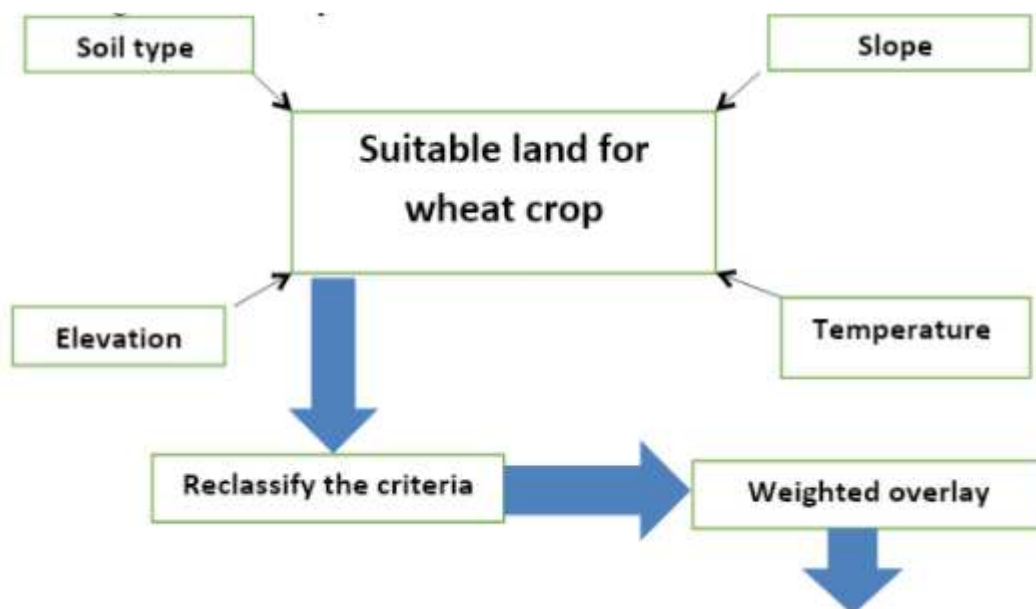 Soil type
Slope
Suitable land for
wheat crop
Elevation
Temperature
Reclassify the criteria
Weighted overlay